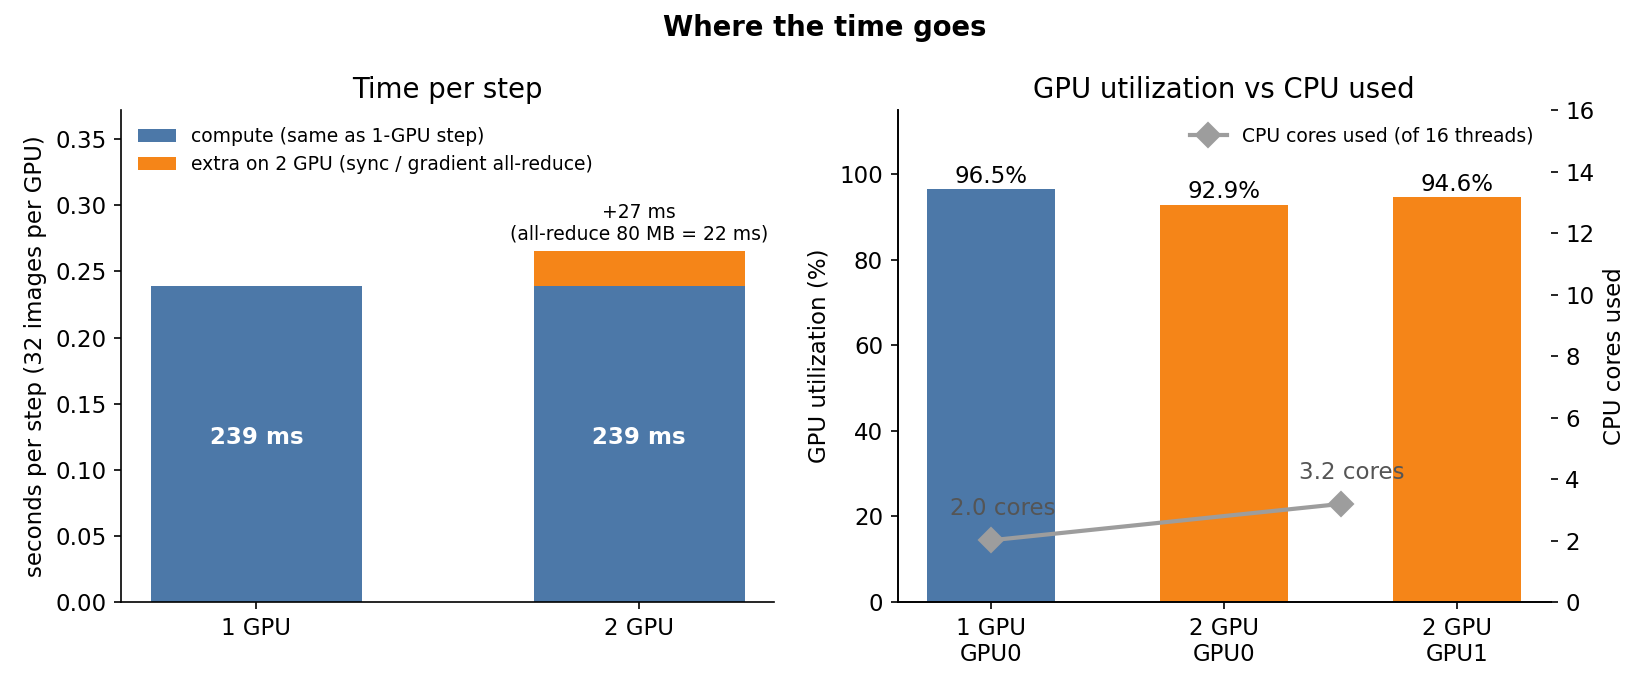 Where the time goes
Time per step
seconds per step (32 images per GPU)
0.35
0.30
0.25
0.20
0.15
0.10
0.05
0.00
compute (same as 1-GPU step)
extra on 2 GPU (sync / gradient all-reduce)
+27 ms
(all-reduce 80 MB = 22 ms)
239 ms
239 ms
1 GPU
2 GPU
GPU utilization vs CPU used
GPU utilization (%)
100
80
60
40
20
0
CPU cores used (of 16 threads)
96.5%
92.9%
94.6%
2.0 cores
3.2 cores
1 GPU
GPU0
2 GPU
GPU0
2 GPU
GPU1
16
14
12
10
8
6
4
2
0
CPU cores used